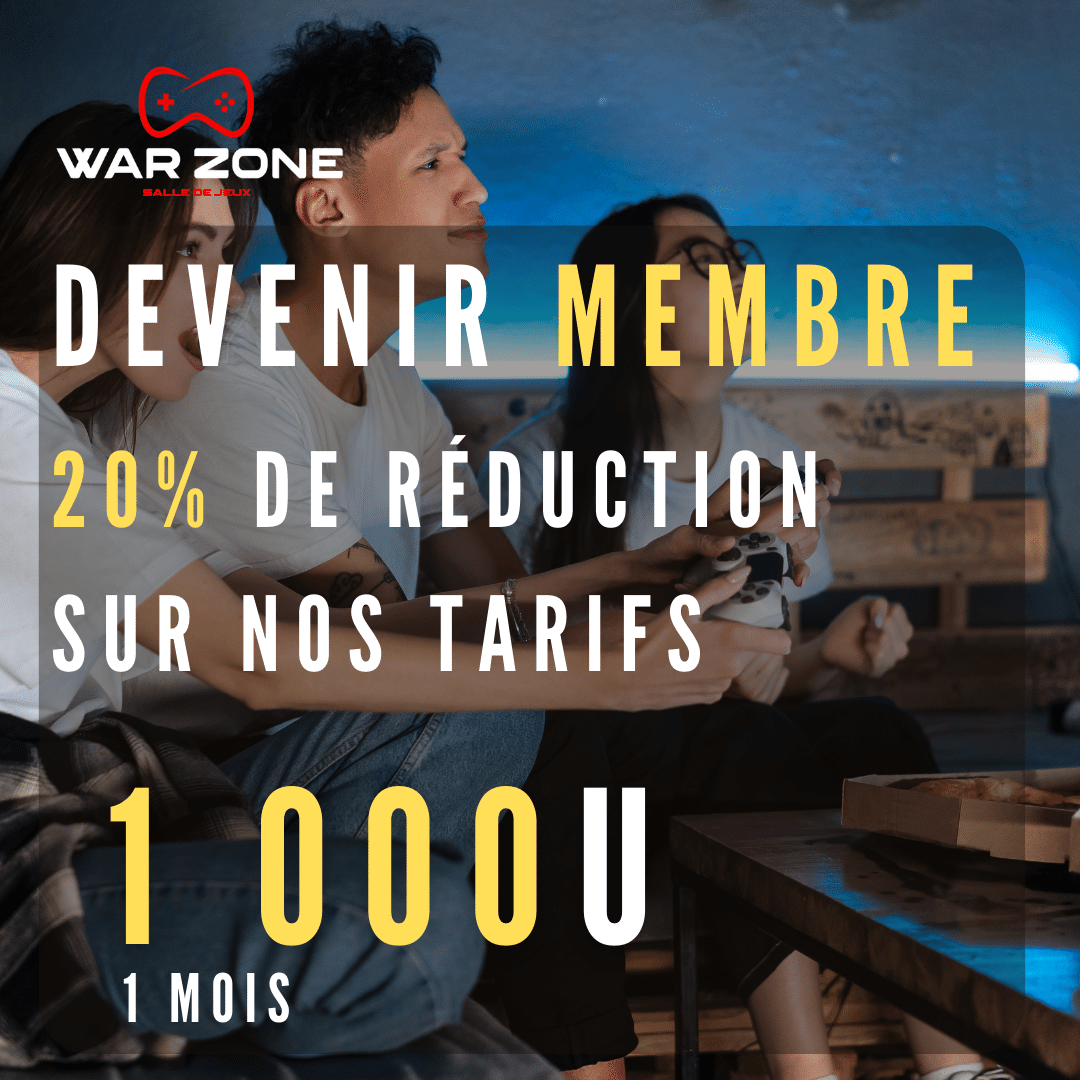 WAR ZONE
SALLE DE JEUX
DEVENIR MEMBRE
20% DE RÉDUCTION
SUR NOS TARIFS
1 000U
1 MOIS